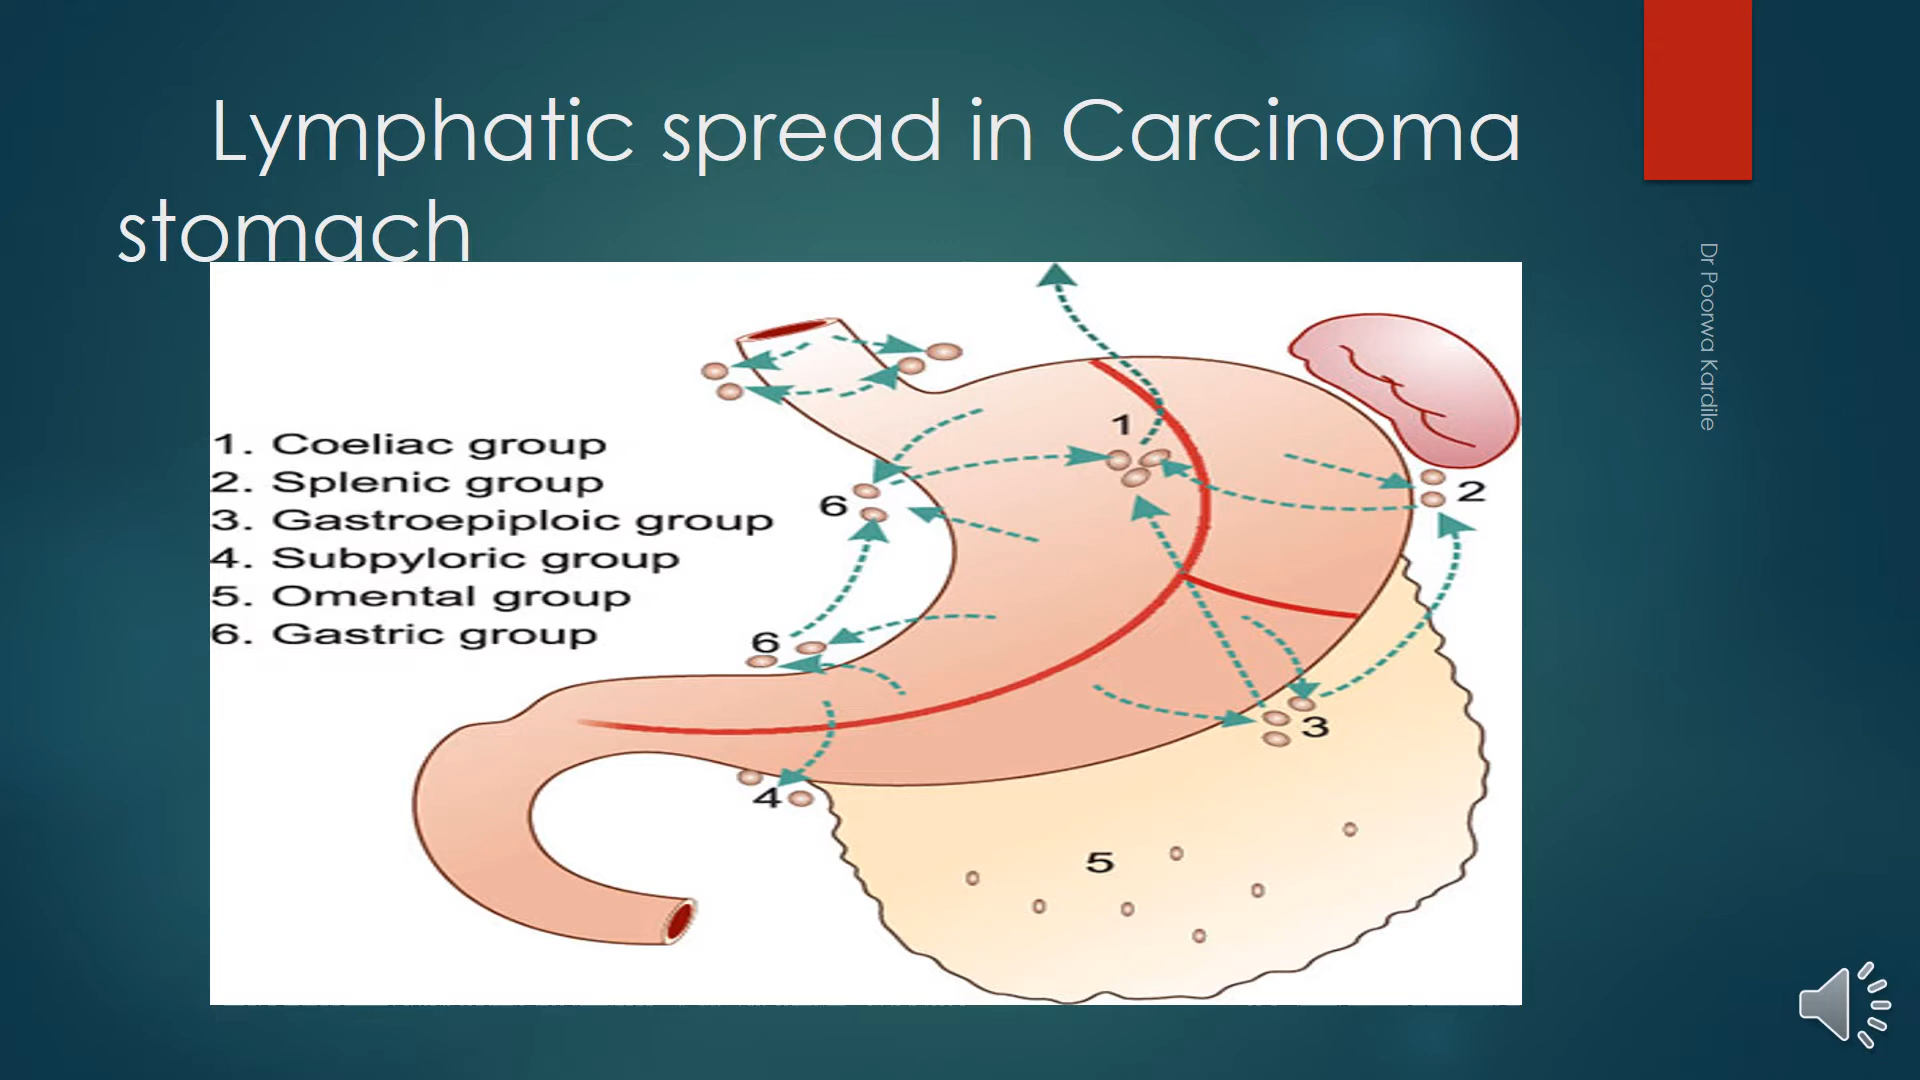 Lymphatic spread in Carcinoma
stomach
Dr Poorwa Kardile
1. Coeliac group
2. Splenic group
3. Gastroepiploic group
4. Subpyloric group
5. Omental group
6. Gastric group
1
2
6
6
3
4
5